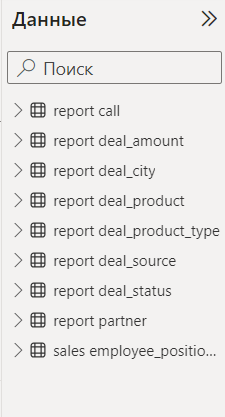 Данные
Поиск
report call
report deal_amount
report deal_city
report deal_product
report deal_product_type
report deal_source
report deal_status
report partner
sales employee_positio...